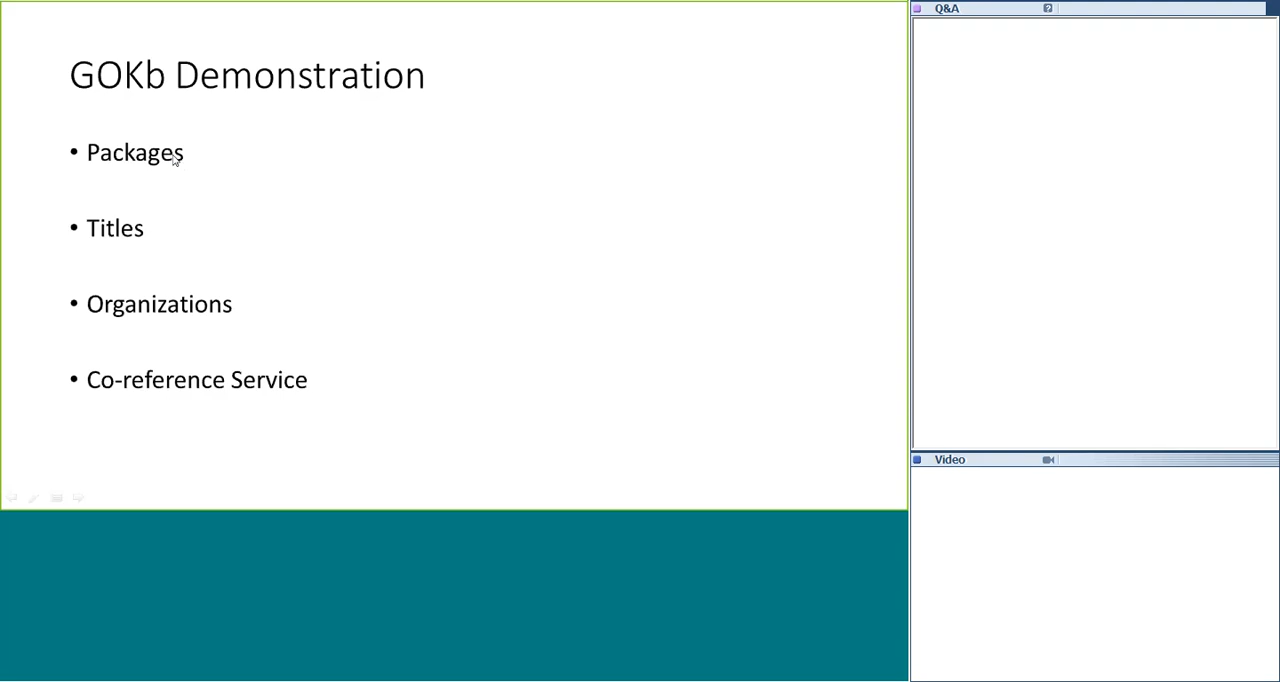 GOKb Demonstration
• Packages
• Titles
• Organizations
• Co-reference Service
Q&A
Video